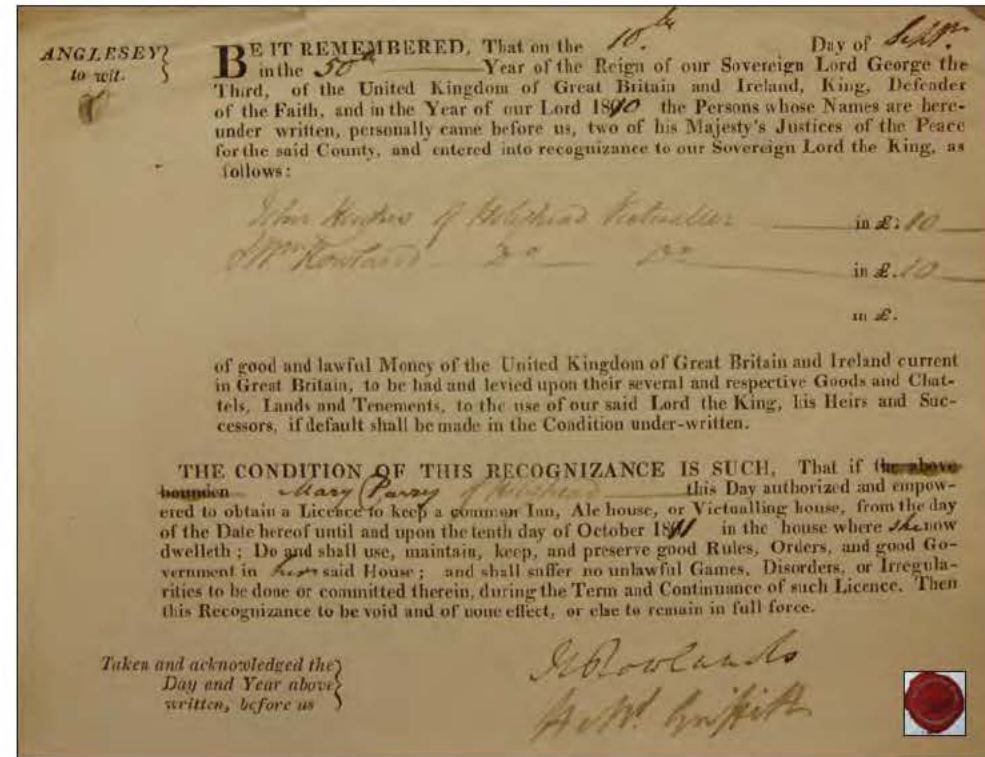 ANGLESEY
to wit.
BE IT REMEMBERED, That on the 10th Day of Septr.
in the 50th Year of the Reign of our Sovereign Lord George the
Third, of the United Kingdom of Great Britain and Ireland, King, Defender
of the Faith, and in the Year of our Lord 1810 the Persons whose Names are here-
under written, personally came before us, two of his Majesty's Justices of the Peace
for the said County, and entered into recognizance to our Sovereign Lord the King, as
follows:
John Hughes of Holyhead Victualler in £. 10
Wm Rowland Do Do in £. 10
in £.
of good and lawful Money of the United Kingdom of Great Britain and Ireland current
in Great Britain, to be had and levied upon their several and respective Goods and Chat-
tels, Lands and Tenements, to the use of our said Lord the King, his Heirs and Suc-
cessors, if default shall be made in the Condition under-written.
THE CONDITION OF THIS RECOGNIZANCE IS SUCH, That if the above
bounden Mary Parry of Holyhead this Day authorized and empow-
ered to obtain a Licence to keep a common Inn, Ale house, or Victualling house, from the day
of the Date hereof until and upon the tenth day of October 1811 in the house where she now
dwelleth; Do and shall use, maintain, keep, and preserve good Rules, Orders, and good Go-
vernment in her said House; and shall suffer no unlawful Games, Disorders, or Irregula-
rities to be done or committed therein, during the Term and Continuance of such Licence. Then
this Recognizance to be void and of none effect, or else to remain in full force.
Taken and acknowledged the
Day and Year above
written, before us
Rowlands
Griffith